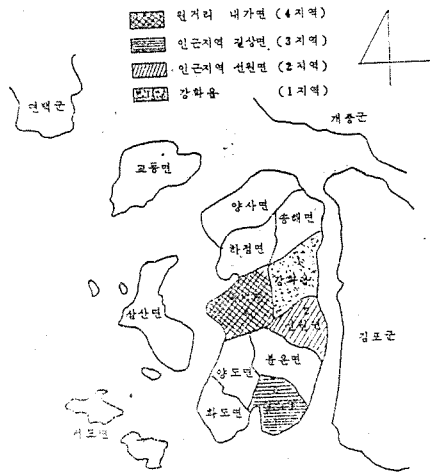 원거리 내가면 (4지역)
인근지역 길상면 (3지역)
인근지역 선원면 (2지역)
강화읍 (1지역)
연백군
개풍군
교동면
양사면
송해면
하점면
강화읍
삼산면
선원면
김포군
불은면
양도면
화도면
서도면